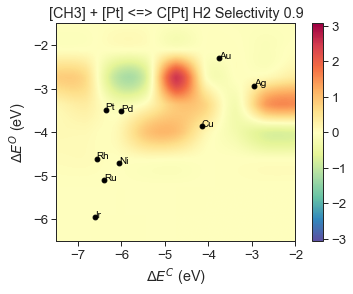 [CH3] + [Pt] <=> C[Pt] H2 Selectivity 0.9
3
2
1
0
−1
−2
−3
−2
−3
−4
−5
−6
ΔE^O (eV)
Au
Ag
Pt
Pd
Cu
Rh
Ni
Ru
Ir
−7
−6
−5
−4
−3
−2
ΔE^C (eV)